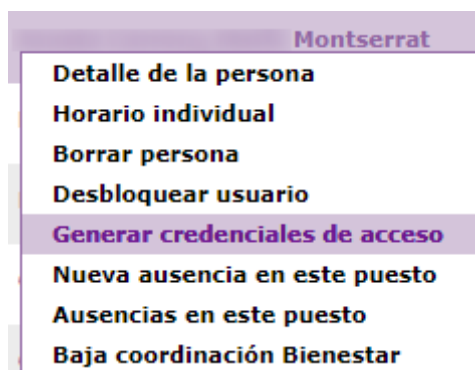 Montserrat
Detalle de la persona
Horario individual
Borrar persona
Desbloquear usuario
Generar credenciales de acceso
Nueva ausencia en este puesto
Ausencias en este puesto
Baja coordinación Bienestar